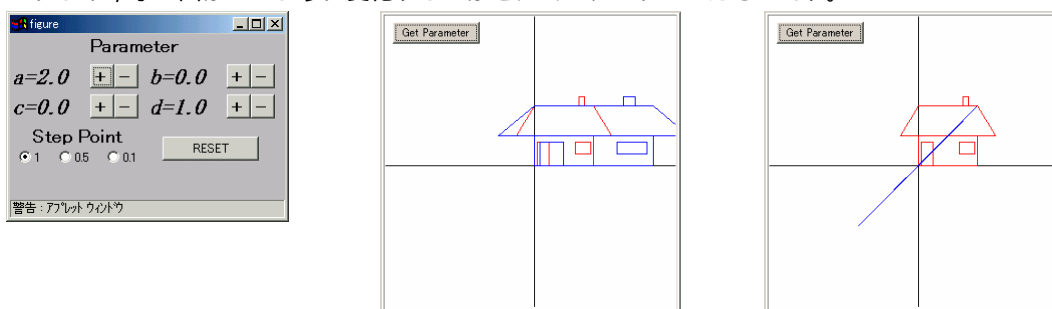 figure
Parameter
a=2.0 + - b=0.0 + -
c=0.0 + - d=1.0 + -
Step Point
1 0.5 0.1
RESET
警告 : アプレット ウィンドウ
Get Parameter
Get Parameter